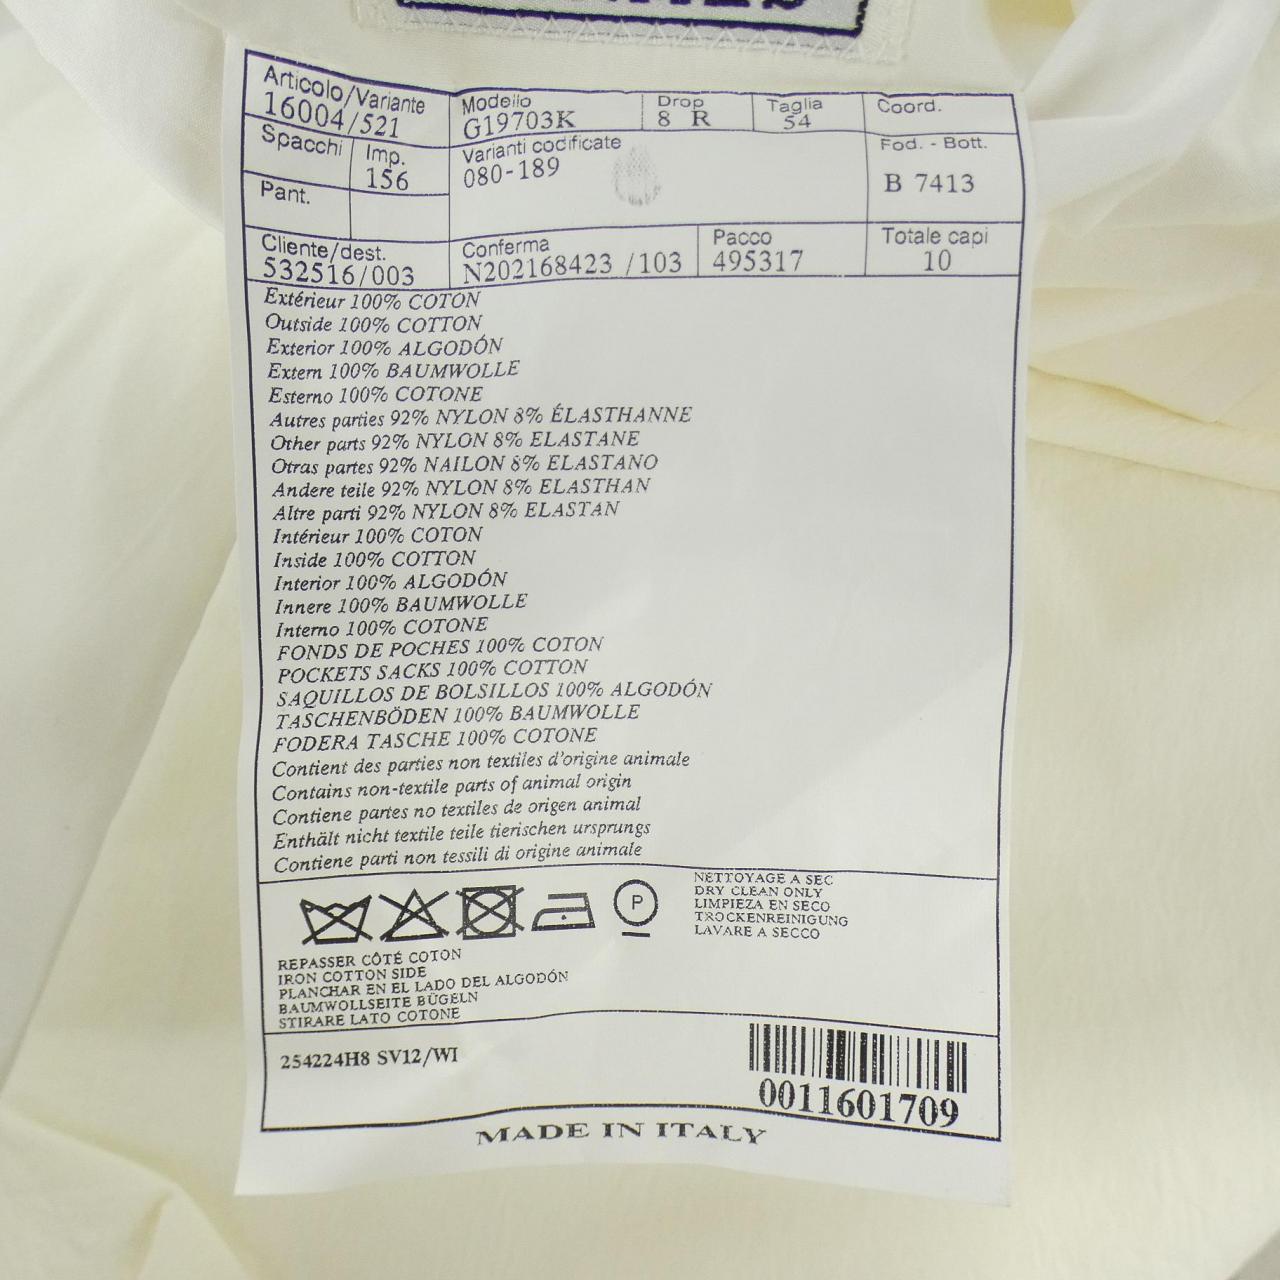 Articolo/Variante Modello Drop Taglia Coord.
16004/521 G19703K 8 R 54
Spacchi Imp. Varianti codificate Fod. - Bott.
156 080-189 B 7413
Pant.
Cliente/dest. Conferma Pacco Totale capi
532516/003 N202168423 /103 495317 10
Extérieur 100% COTON
Outside 100% COTTON
Exterior 100% ALGODÓN
Extern 100% BAUMWOLLE
Esterno 100% COTONE
Autres parties 92% NYLON 8% ÉLASTHANNE
Other parts 92% NYLON 8% ELASTANE
Otras partes 92% NAILON 8% ELASTANO
Andere teile 92% NYLON 8% ELASTHAN
Altre parti 92% NYLON 8% ELASTAN
Intérieur 100% COTON
Inside 100% COTTON
Interior 100% ALGODÓN
Innere 100% BAUMWOLLE
Interno 100% COTONE
FONDS DE POCHES 100% COTON
POCKETS SACKS 100% COTTON
SAQUILLOS DE BOLSILLOS 100% ALGODÓN
TASCHENBÖDEN 100% BAUMWOLLE
FODERA TASCHE 100% COTONE
Contient des parties non textiles d'origine animale
Contains non-textile parts of animal origin
Contiene partes no textiles de origen animal
Enthält nicht textile teile tierischen ursprungs
Contiene parti non tessili di origine animale
P
NETTOYAGE A SEC
DRY CLEAN ONLY
LIMPIEZA EN SECO
TROCKENREINIGUNG
LAVARE A SECCO
REPASSER CÔTÉ COTON
IRON COTTON SIDE
PLANCHAR EN EL LADO DEL ALGODÓN
BAUMWOLLSEITE BÜGELN
STIRARE LATO COTONE
254224H8 SV12/WI
0011601709
MADE IN ITALY